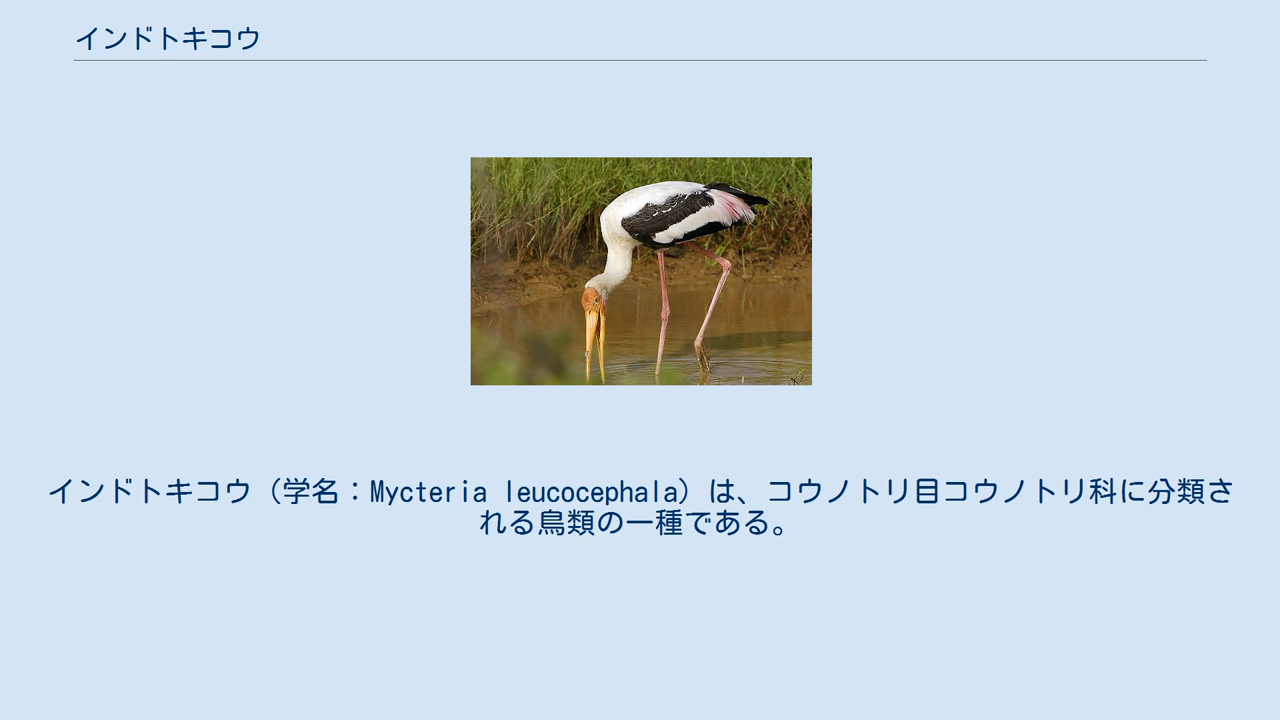 インドトキコウ
インドトキコウ（学名：Mycteria leucocephala）は、コウノトリ目コウノトリ科に分類さ
れる鳥類の一種である。